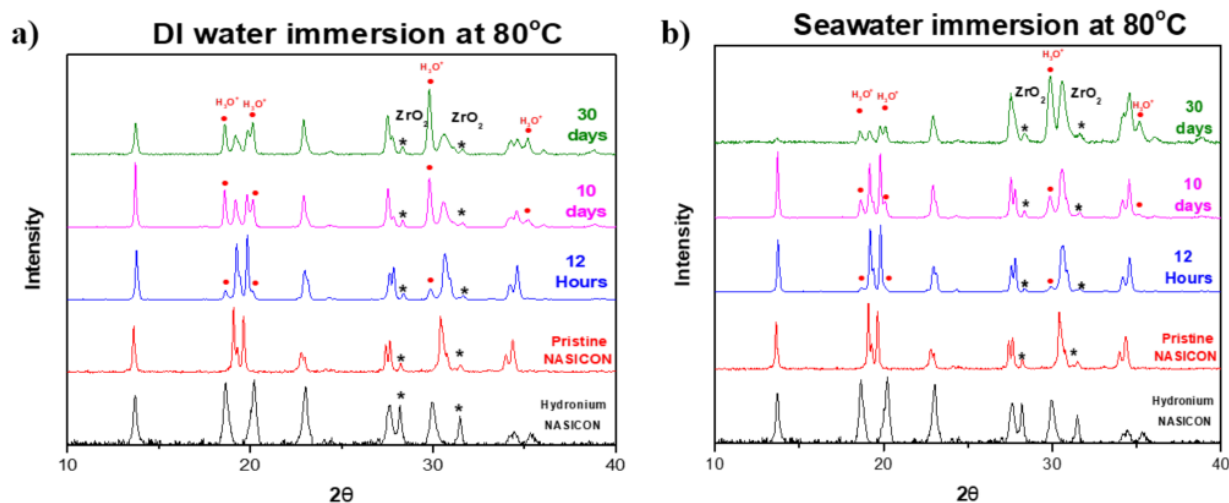 a)
DI water immersion at 80°C
H₃O⁺
H₃O⁺ H₃O⁺
ZrO₂ ZrO₂
H₃O⁺
* *
30
days
* *
10
days
* *
12
Hours
* *
Pristine
NASICON
* *
Hydronium
NASICON
Intensity
10 20 30 40
2θ
b)
Seawater immersion at 80°C
H₃O⁺
H₃O⁺ H₃O⁺
ZrO₂ ZrO₂
H₃O⁺
* *
30
days
* *
10
days
* *
12
Hours
* *
Pristine
NASICON
Hydronium
NASICON
Intensity
10 20 30 40
2θ